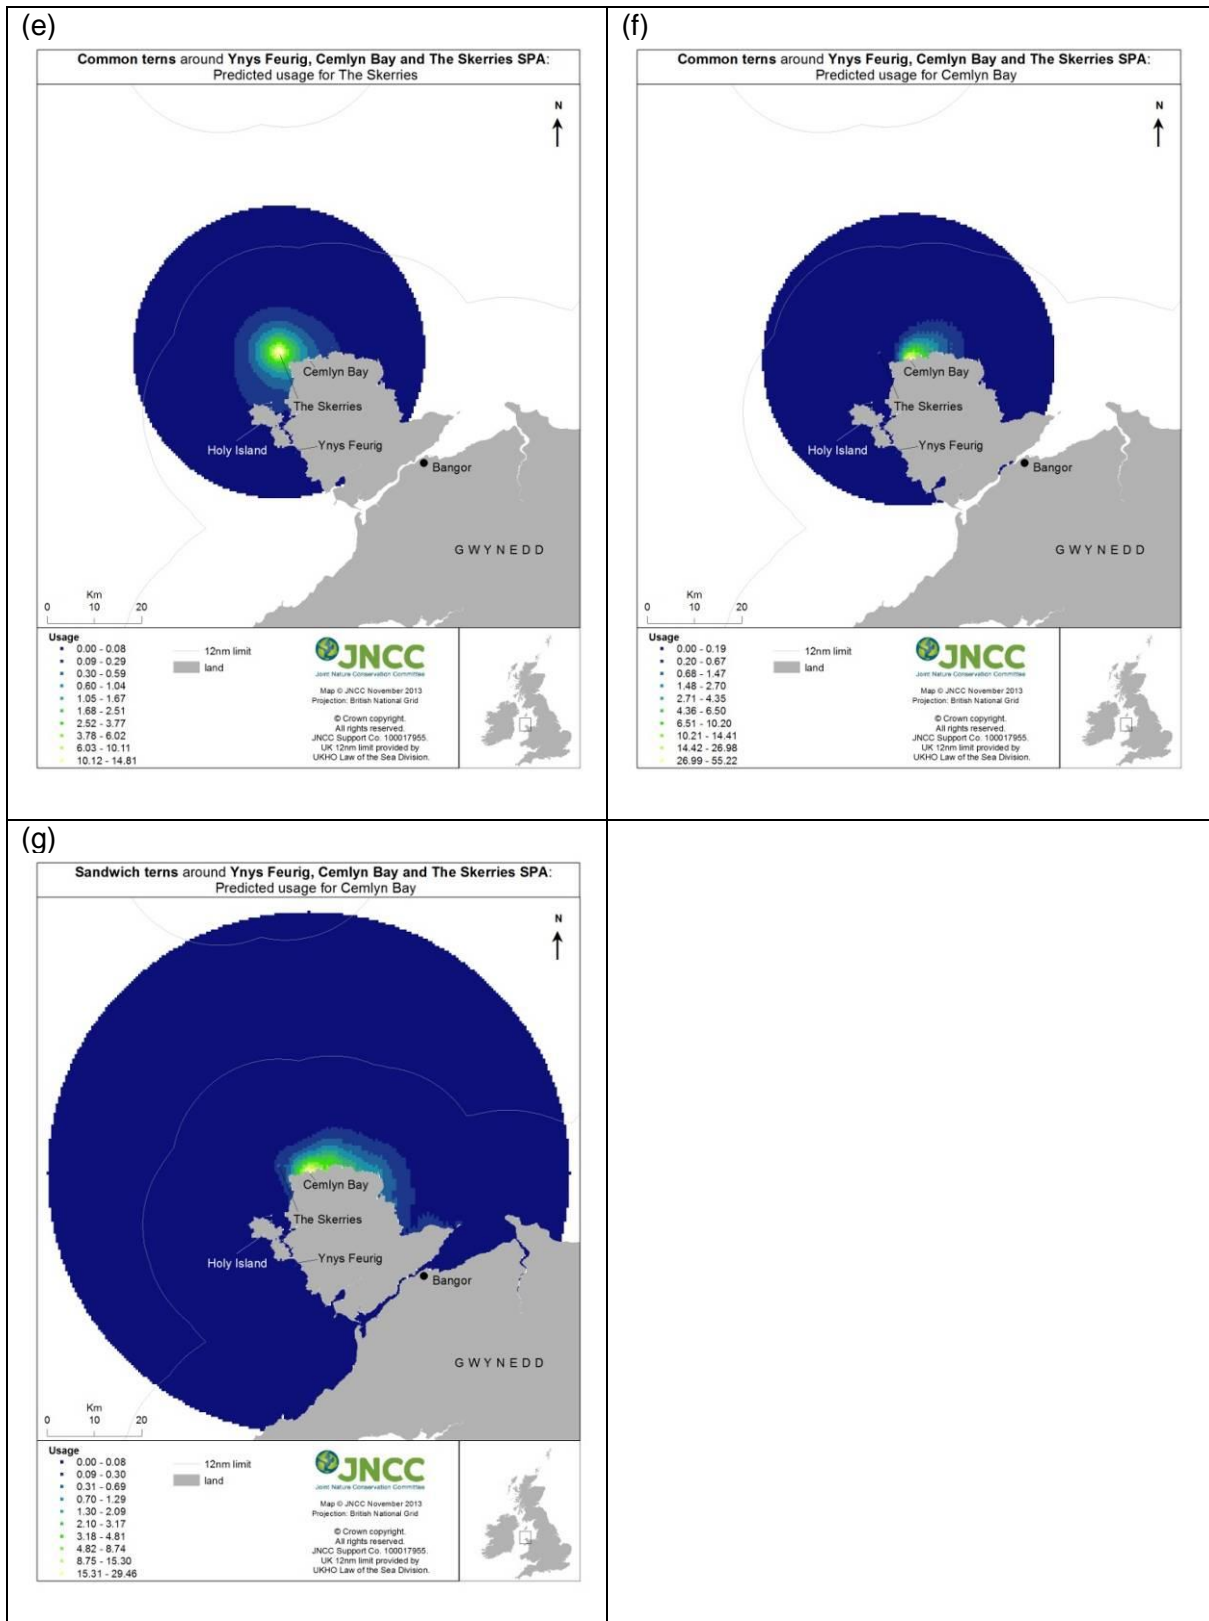 (e)
Common terns around Ynys Feurig, Cemlyn Bay and The Skerries SPA:
Predicted usage for The Skerries
N
Cemlyn Bay
The Skerries
Holy Island
Ynys Feurig
Bangor
GWYNEDD
Km
0 10 20
Usage
0.00 - 0.08
0.09 - 0.29
0.30 - 0.59
0.60 - 1.04
1.05 - 1.67
1.68 - 2.51
2.52 - 3.77
3.78 - 6.02
6.03 - 10.11
10.12 - 14.81
12nm limit
land
JNCC
Joint Nature Conservation Committee
Map © JNCC November 2013
Projection: British National Grid
© Crown copyright.
All rights reserved.
JNCC Support Co. 100017955.
UK 12nm limit provided by
UKHO Law of the Sea Division.
(f)
Common terns around Ynys Feurig, Cemlyn Bay and The Skerries SPA:
Predicted usage for Cemlyn Bay
N
Cemlyn Bay
The Skerries
Holy Island
Ynys Feurig
Bangor
GWYNEDD
Km
0 10 20
Usage
0.00 - 0.19
0.20 - 0.67
0.68 - 1.47
1.48 - 2.70
2.71 - 4.35
4.36 - 6.50
6.51 - 10.20
10.21 - 14.41
14.42 - 26.98
26.99 - 55.22
12nm limit
land
JNCC
Joint Nature Conservation Committee
Map © JNCC November 2013
Projection: British National Grid
© Crown copyright.
All rights reserved.
JNCC Support Co. 100017955.
UK 12nm limit provided by
UKHO Law of the Sea Division.
(g)
Sandwich terns around Ynys Feurig, Cemlyn Bay and The Skerries SPA:
Predicted usage for Cemlyn Bay
N
Cemlyn Bay
The Skerries
Holy Island
Ynys Feurig
Bangor
GWYNEDD
Km
0 10 20
Usage
0.00 - 0.08
0.09 - 0.30
0.31 - 0.69
0.70 - 1.29
1.30 - 2.09
2.10 - 3.17
3.18 - 4.81
4.82 - 8.74
8.75 - 15.30
15.31 - 29.46
12nm limit
land
JNCC
Joint Nature Conservation Committee
Map © JNCC November 2013
Projection: British National Grid
© Crown copyright.
All rights reserved.
JNCC Support Co. 100017955.
UK 12nm limit provided by
UKHO Law of the Sea Division.